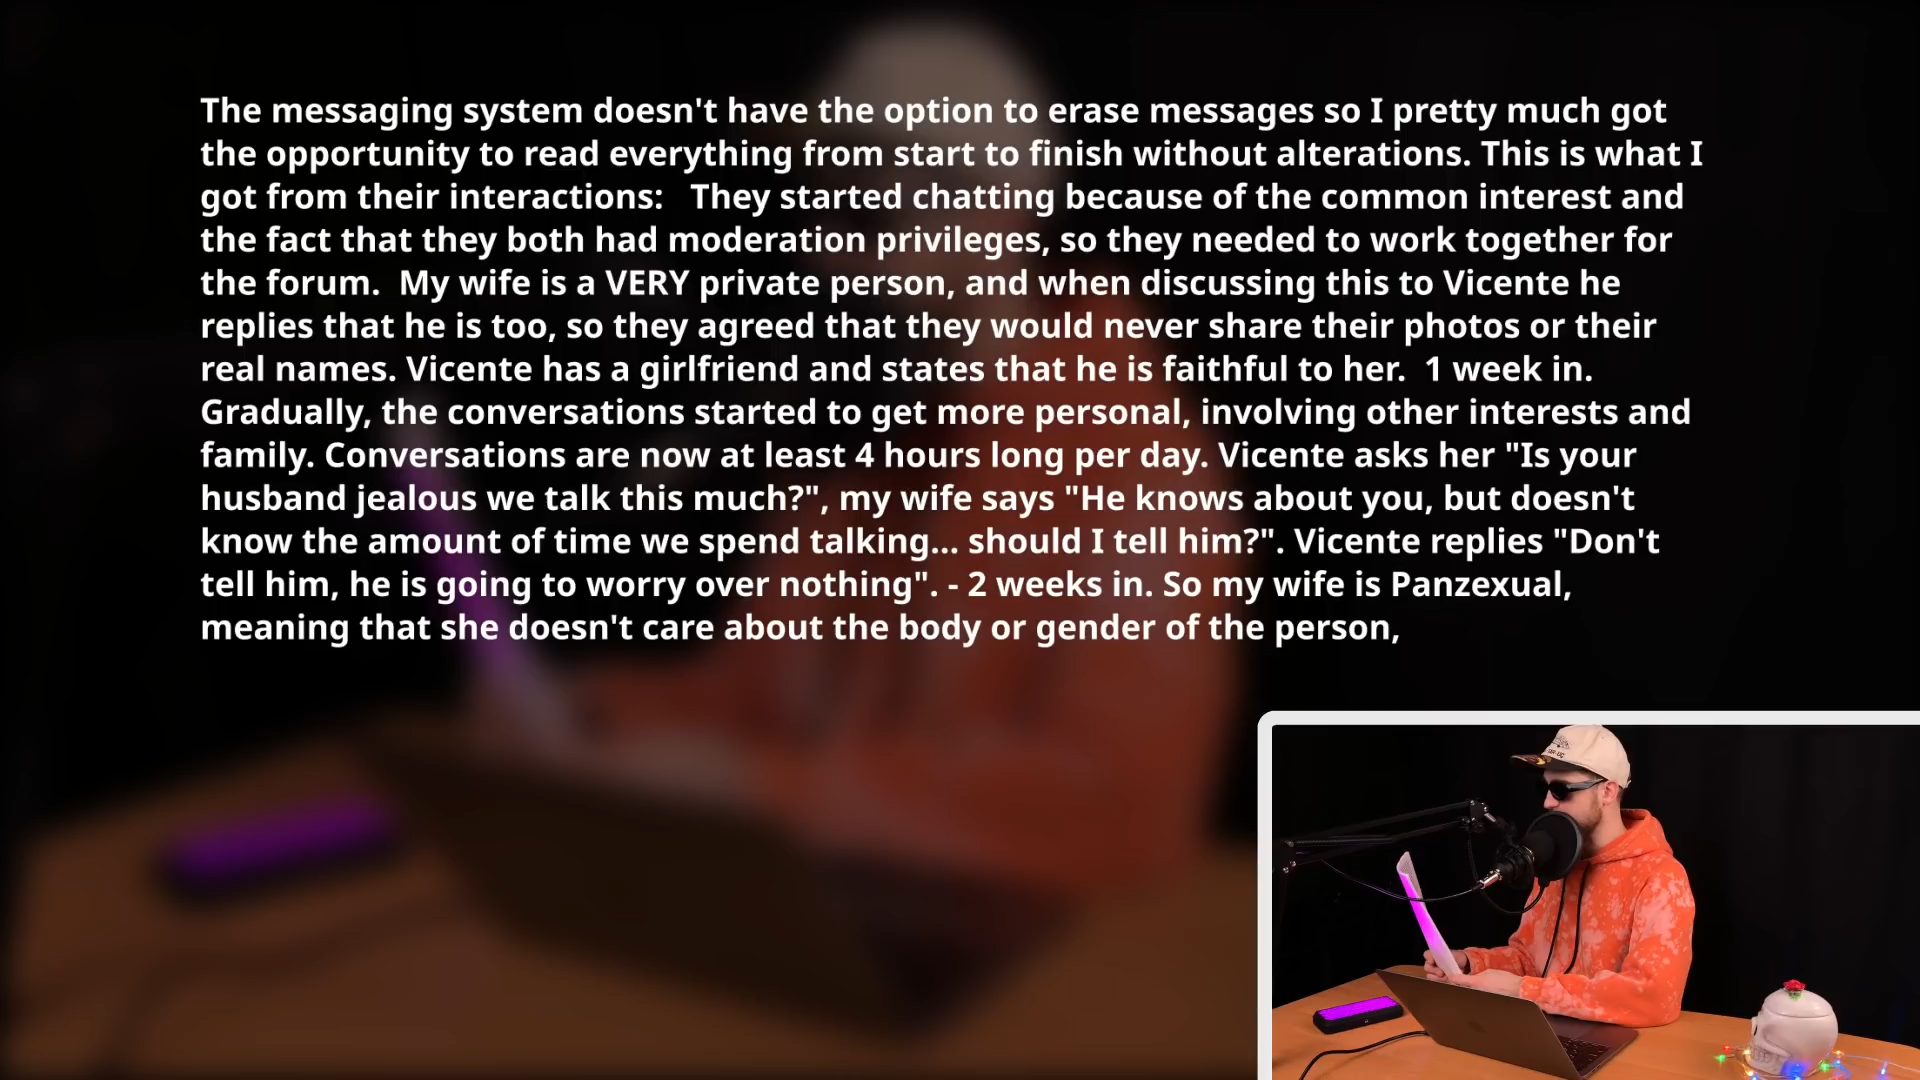 The messaging system doesn't have the option to erase messages so I pretty much got
the opportunity to read everything from start to finish without alterations. This is what I
got from their interactions:   They started chatting because of the common interest and
the fact that they both had moderation privileges, so they needed to work together for
the forum.  My wife is a VERY private person, and when discussing this to Vicente he
replies that he is too, so they agreed that they would never share their photos or their
real names. Vicente has a girlfriend and states that he is faithful to her.  1 week in.
Gradually, the conversations started to get more personal, involving other interests and
family. Conversations are now at least 4 hours long per day. Vicente asks her "Is your
husband jealous we talk this much?", my wife says "He knows about you, but doesn't
know the amount of time we spend talking... should I tell him?". Vicente replies "Don't
tell him, he is going to worry over nothing". - 2 weeks in. So my wife is Panzexual,
meaning that she doesn't care about the body or gender of the person,